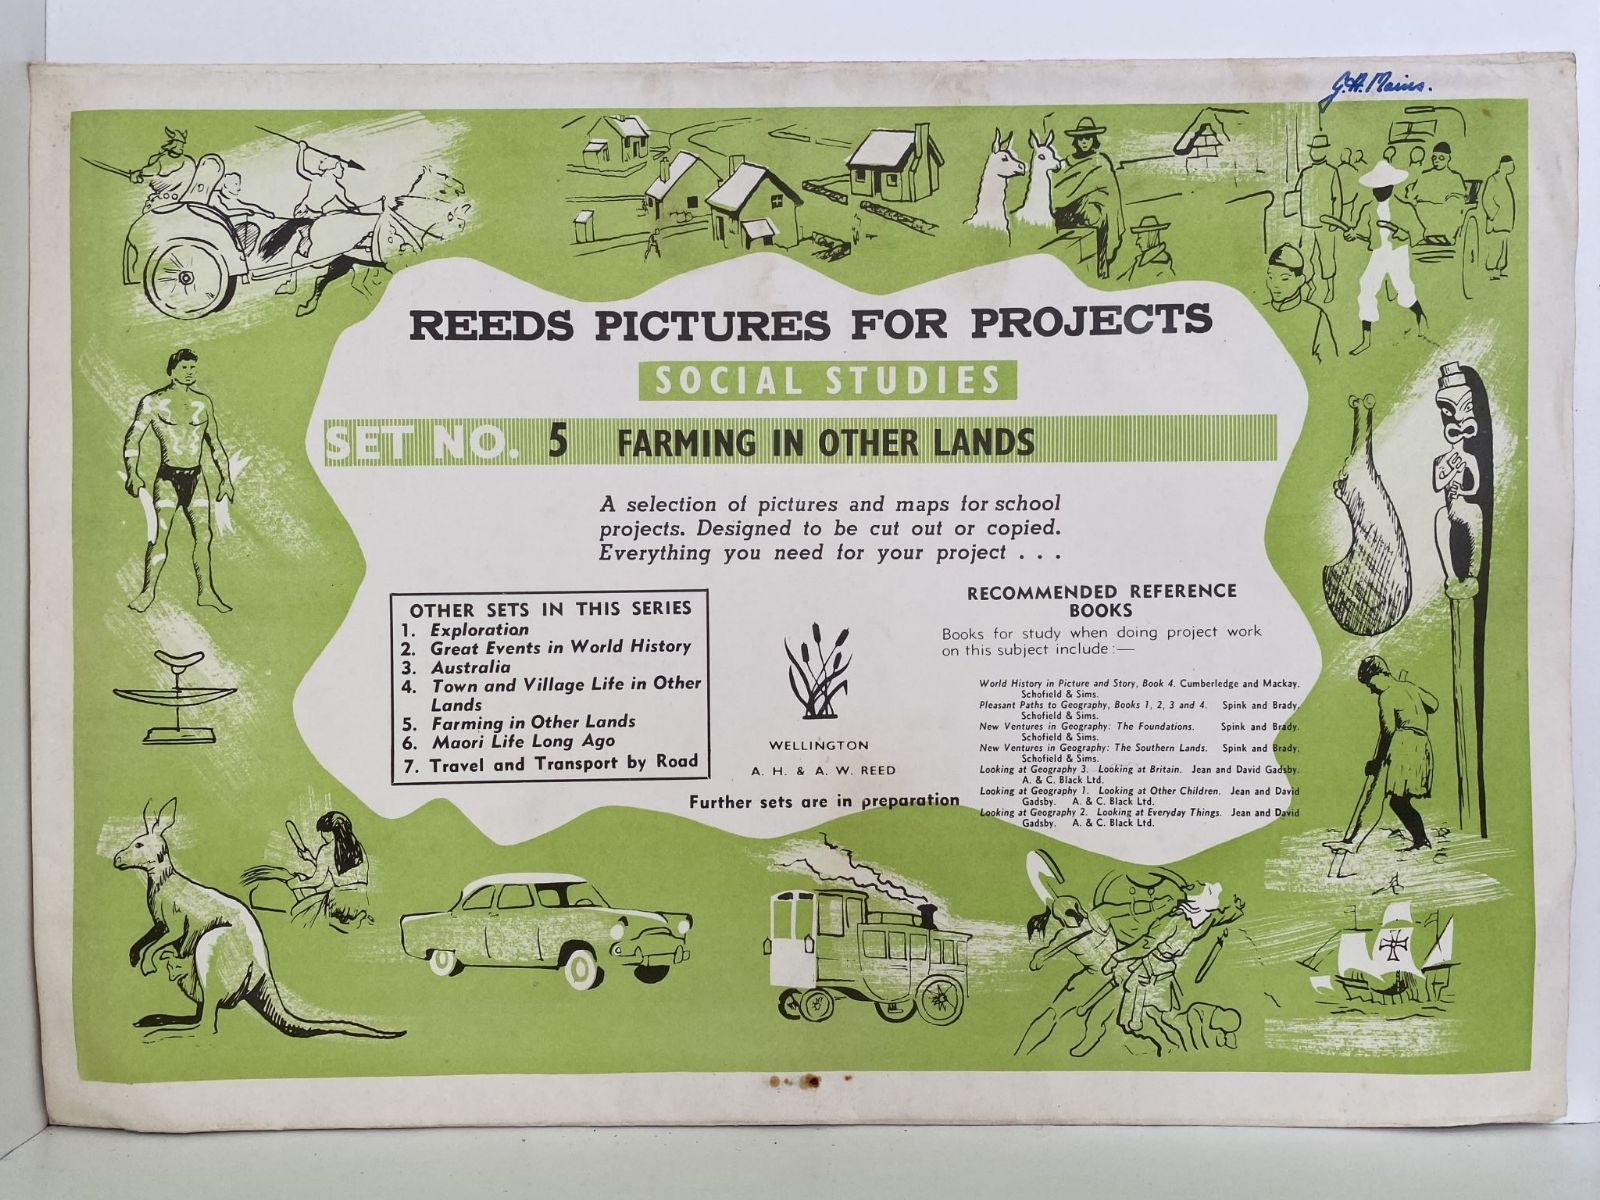 G.H. Mains.
REEDS PICTURES FOR PROJECTS
SOCIAL STUDIES
SET NO. 5 FARMING IN OTHER LANDS
A selection of pictures and maps for school
projects. Designed to be cut out or copied.
Everything you need for your project . . .
OTHER SETS IN THIS SERIES
1. Exploration
2. Great Events in World History
3. Australia
4. Town and Village Life in Other
Lands
5. Farming in Other Lands
6. Maori Life Long Ago
7. Travel and Transport by Road
WELLINGTON
A. H. & A. W. REED
Further sets are in preparation
RECOMMENDED REFERENCE
BOOKS
Books for study when doing project work
on this subject include :—
World History in Picture and Story, Book 4. Cumberledge and Mackay.
Schofield & Sims.
Pleasant Paths to Geography, Books 1, 2, 3 and 4. Spink and Brady.
Schofield & Sims.
New Ventures in Geography: The Foundations. Spink and Brady.
Schofield & Sims.
New Ventures in Geography: The Southern Lands. Spink and Brady.
Schofield & Sims.
Looking at Geography 3. Looking at Britain. Jean and David Gadsby.
A. & C. Black Ltd.
Looking at Geography 1. Looking at Other Children. Jean and David
Gadsby. A. & C. Black Ltd.
Looking at Geography 2. Looking at Everyday Things. Jean and David
Gadsby. A. & C. Black Ltd.